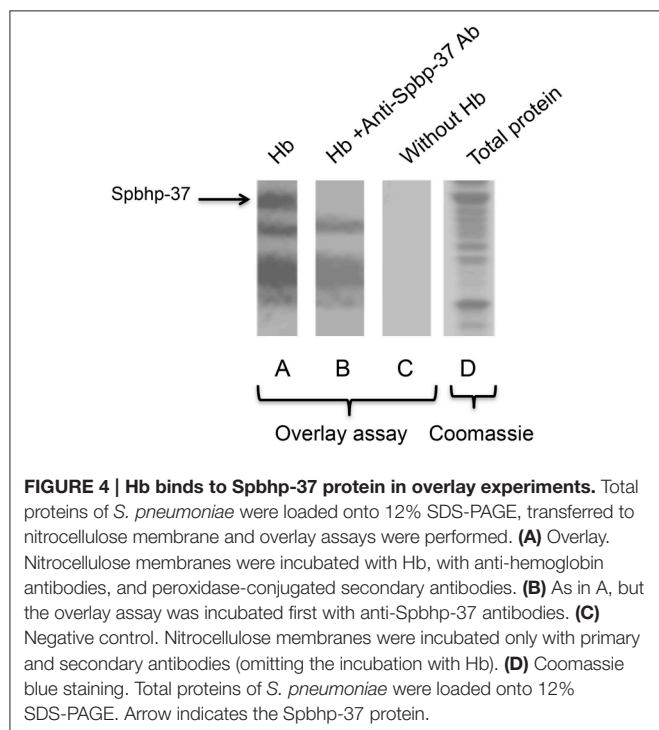 Hb
Hb +Anti-Spbp-37 Ab
Without Hb
Total protein
Spbhp-37
A B C D
Overlay assay Coomassie
FIGURE 4 | Hb binds to Spbhp-37 protein in overlay experiments. Total
proteins of S. pneumoniae were loaded onto 12% SDS-PAGE, transferred to
nitrocellulose membrane and overlay assays were performed. (A) Overlay.
Nitrocellulose membranes were incubated with Hb, with anti-hemoglobin
antibodies, and peroxidase-conjugated secondary antibodies. (B) As in A, but
the overlay assay was incubated first with anti-Spbhp-37 antibodies. (C)
Negative control. Nitrocellulose membranes were incubated only with primary
and secondary antibodies (omitting the incubation with Hb). (D) Coomassie
blue staining. Total proteins of S. pneumoniae were loaded onto 12%
SDS-PAGE. Arrow indicates the Spbhp-37 protein.